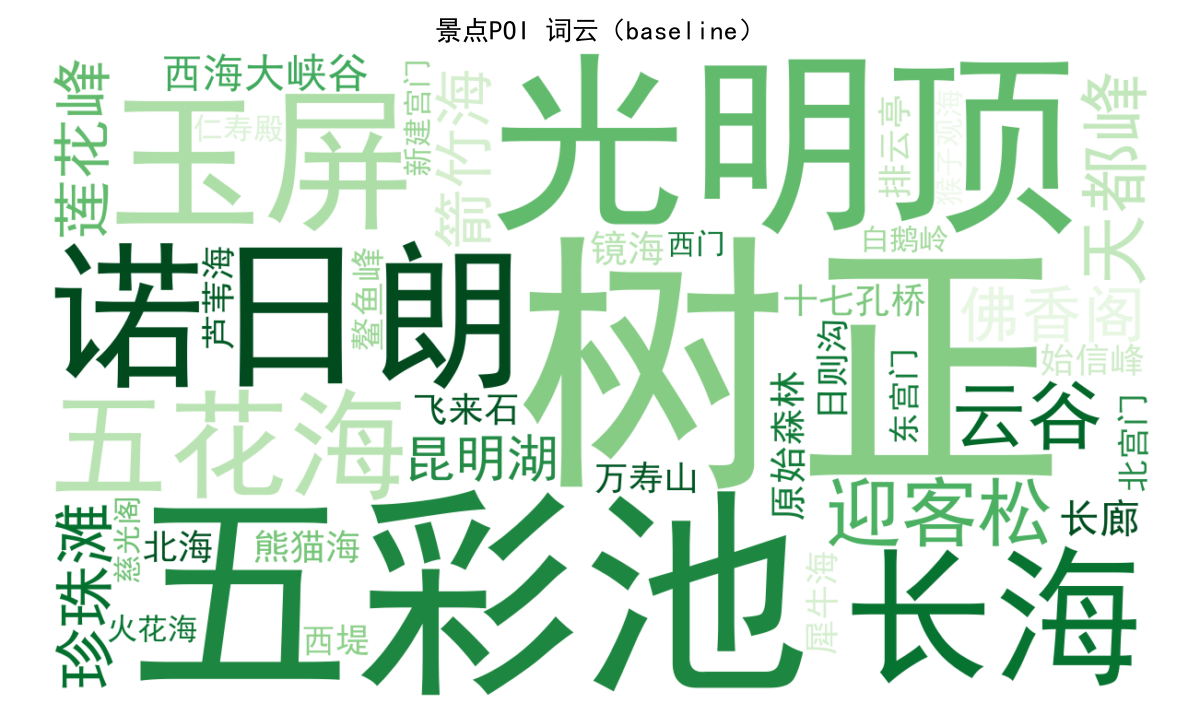 景点POI 词云（baseline）
西海大峡谷
莲花峰
玉屏
仁寿殿
新建宫门
箭竹海
光明顶
排云亭
猴子观海
天都峰
诺日朗
芦苇海
鳌鱼峰
树正
镜海
西门
白鹅岭
十七孔桥
佛香阁
始信峰
五花海
飞来石
昆明湖
万寿山
原始森林
日则沟
东宫门
云谷
北宫门
珍珠滩
慈光阁
北海
熊猫海
火花海
西堤
五彩池
迎客松
长廊
犀牛海
长海